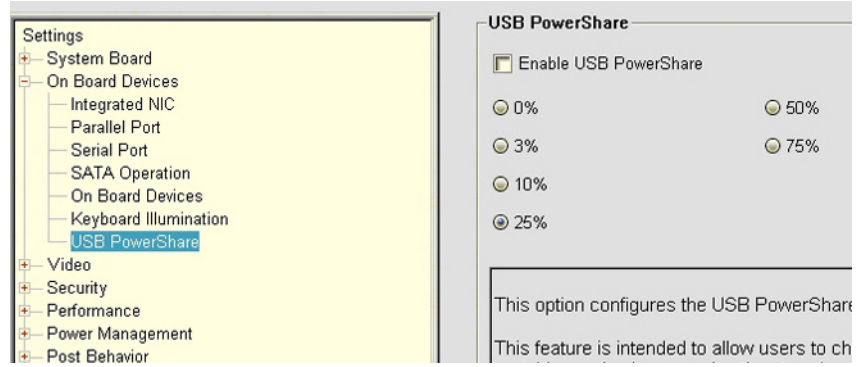 Settings
System Board
On Board Devices
Integrated NIC
Parallel Port
Serial Port
SATA Operation
On Board Devices
Keyboard Illumination
USB PowerShare
Video
Security
Performance
Power Management
Post Behavior
USB PowerShare
Enable USB PowerShare
0%
50%
3%
75%
10%
25%
This option configures the USB PowerShare
This feature is intended to allow users to ch